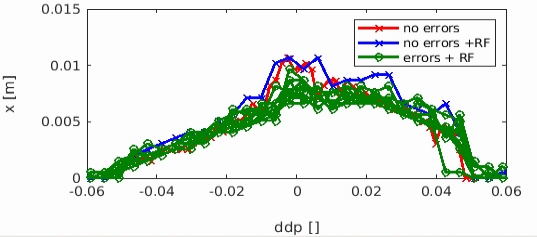 0.015
no errors
no errors +RF
errors + RF
0.01
x [m]
0.005
0
-0.06 -0.04 -0.02 0 0.02 0.04 0.06
ddp []